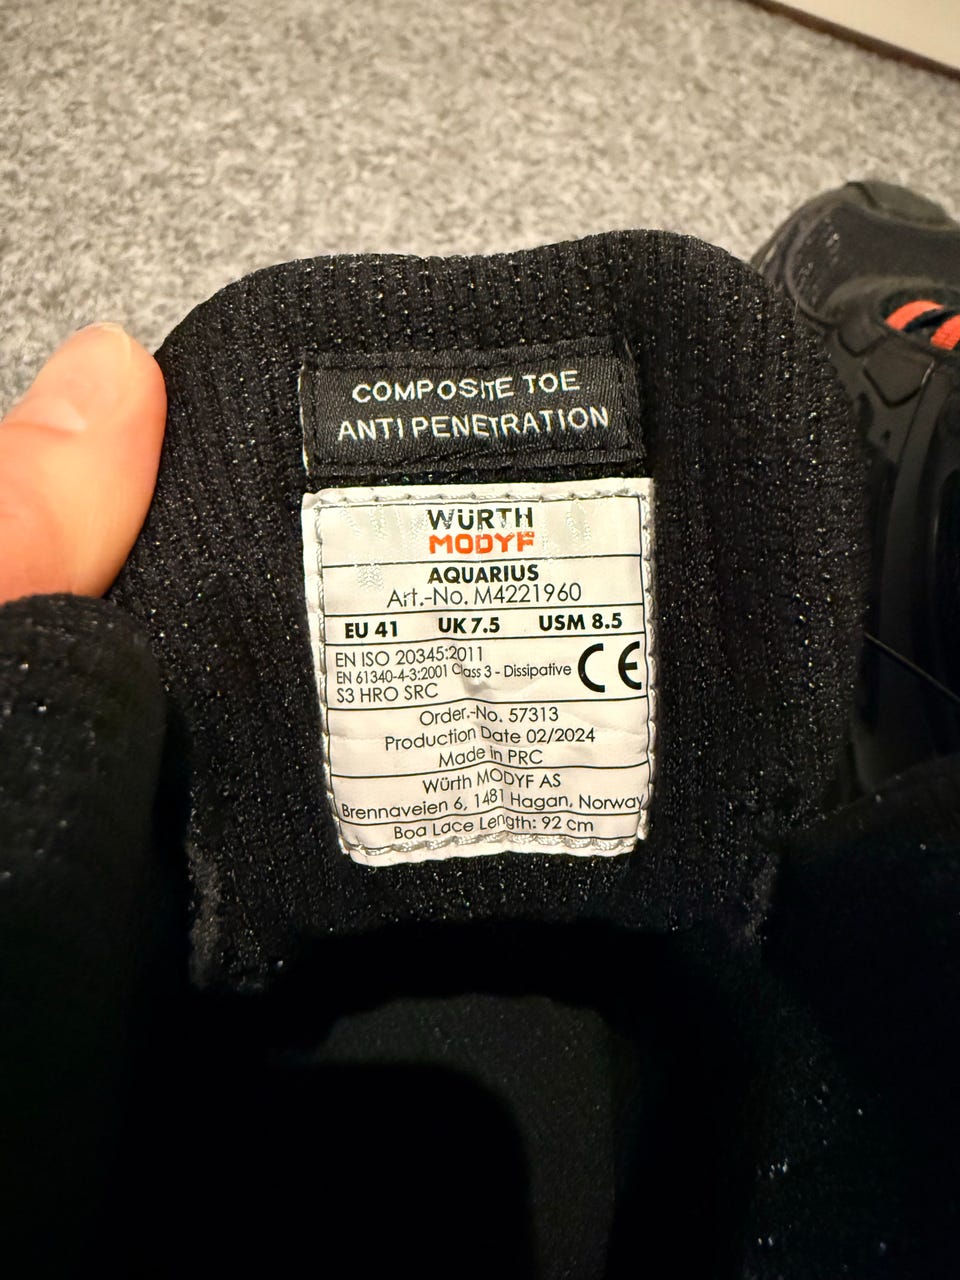 COMPOSITE TOE
ANTI PENETRATION
WÜRTH
MODYF
AQUARIUS
Art.-No. M4221960
EU 41 UK 7.5 USM 8.5
EN ISO 20345:2011
EN 61340-4-3:2001 Class 3 - Dissipative
S3 HRO SRC
CE
Order.-No. 57313
Production Date 02/2024
Made in PRC
Würth MODYF AS
Brennaveien 6, 1481 Hagan, Norway
Boa Lace Length: 92 cm